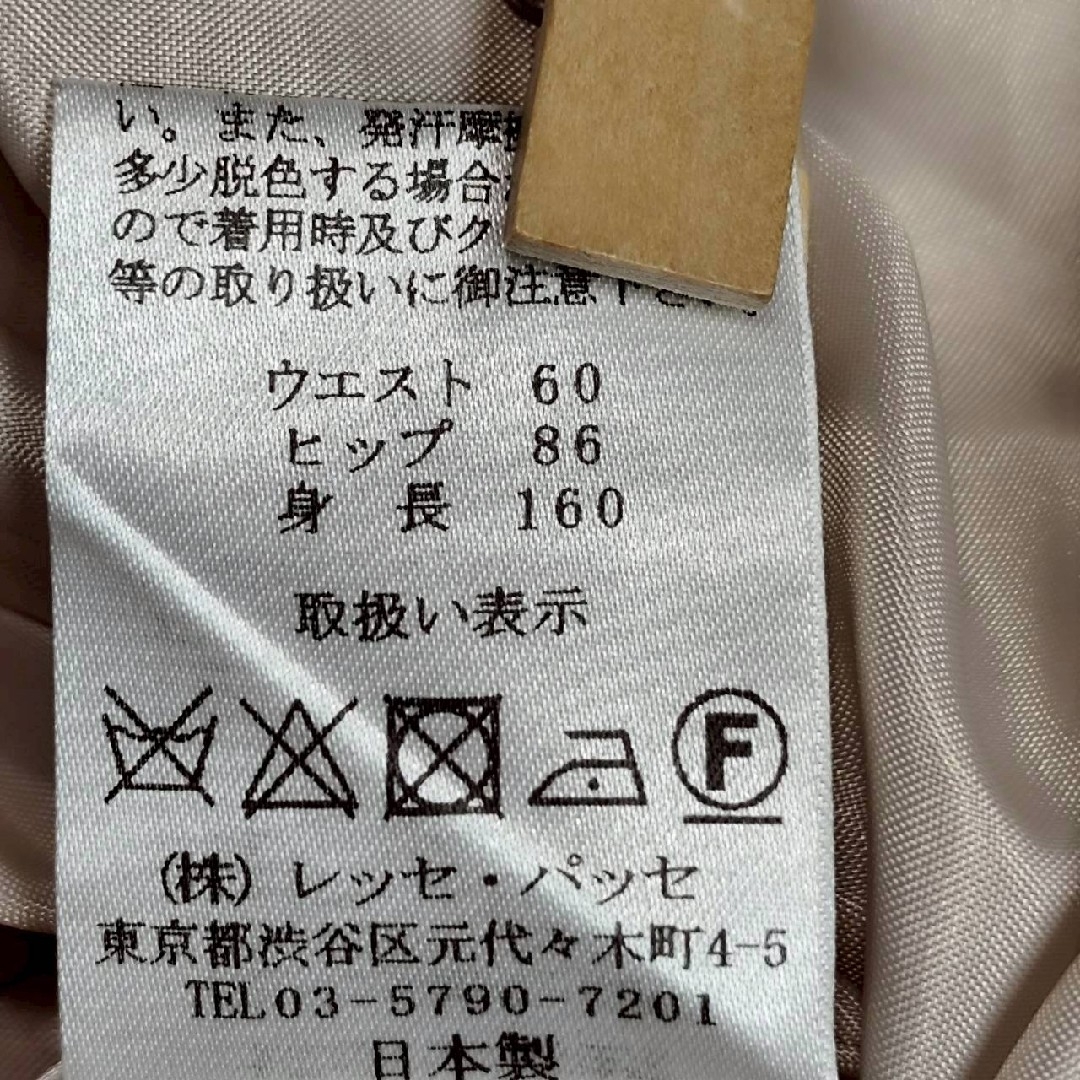 い。また、発汗摩
多少脱色する場合
ので着用時及びク
等の取り扱いに御注意下さい。
ウエスト 60
ヒップ 86
身 長 160
取扱い表示
F
(株) レッセ・パッセ
東京都渋谷区元代々木町4-5
TEL03-5790-7201
日本製